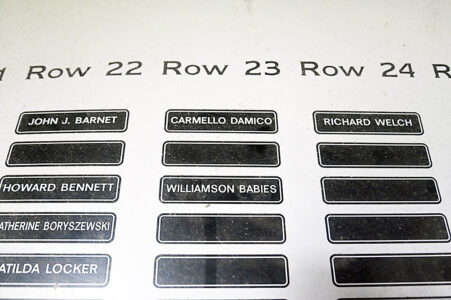 1 Row 22 Row 23 Row 24 R
JOHN J. BARNET CARMELLO DAMICO RICHARD WELCH
HOWARD BENNETT WILLIAMSON BABIES
ATHERINE BORYSZEWSKI
ATILDA LOCKER